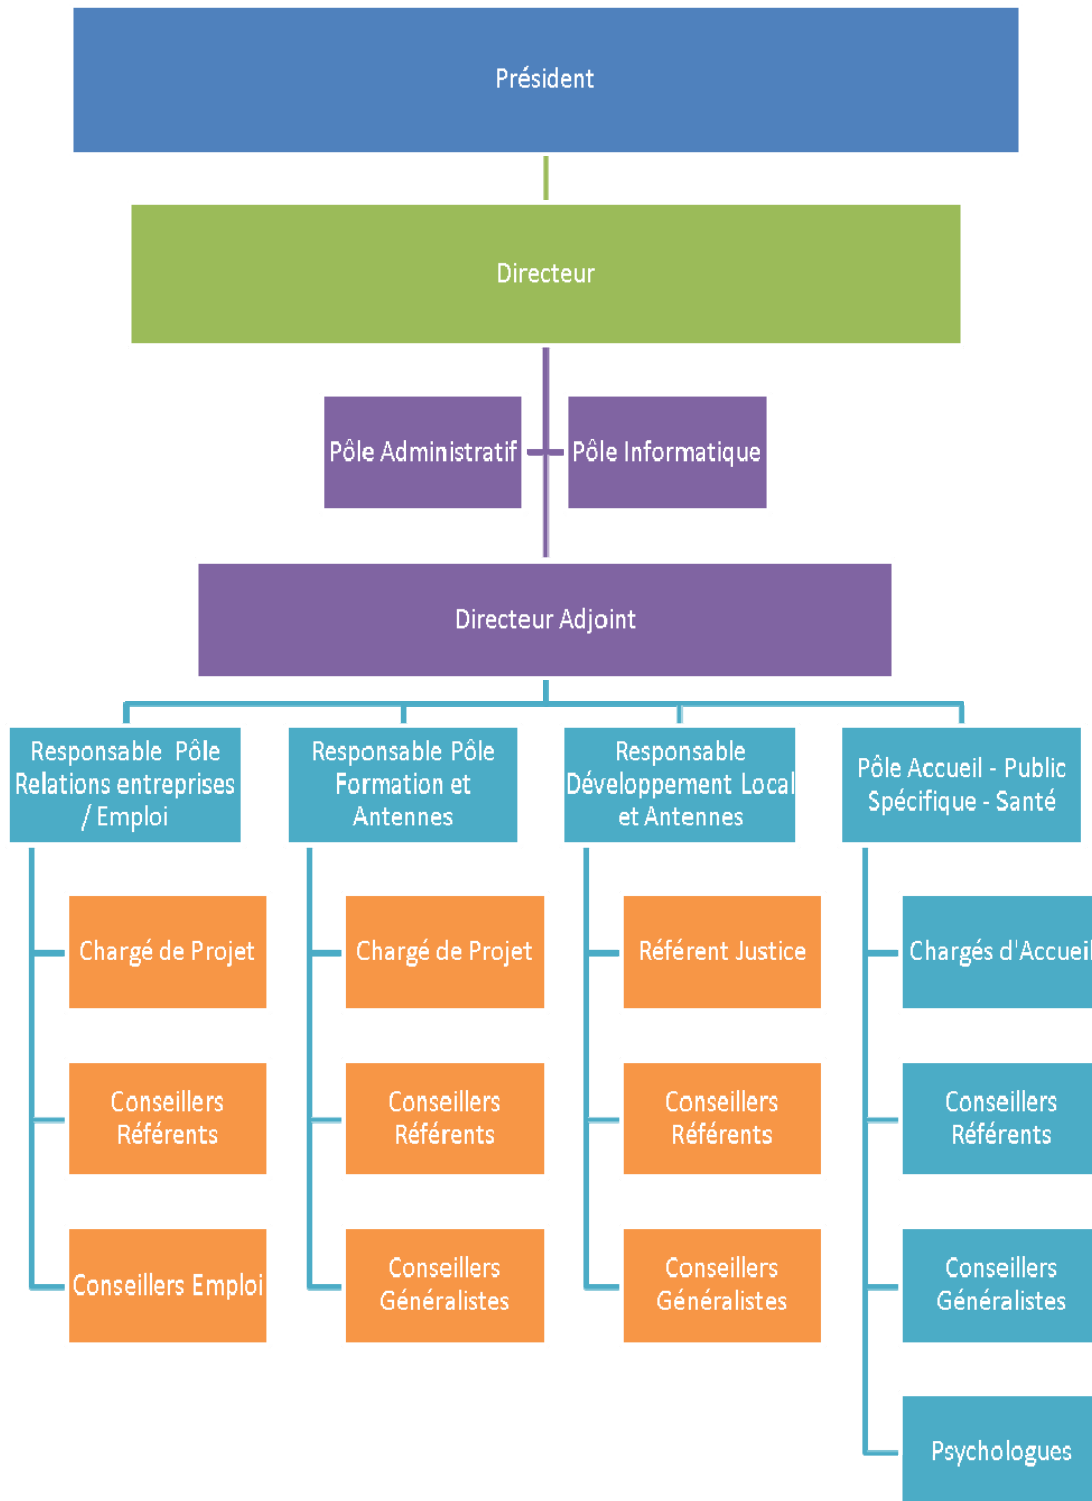 Président
Directeur
Pôle Administratif
Pôle Informatique
Directeur Adjoint
Responsable Pôle
Relations entreprises
/ Emploi
Responsable Pôle
Formation et
Antennes
Responsable
Développement Local
et Antennes
Pôle Accueil - Public
Spécifique - Santé
Chargé de Projet
Chargé de Projet
Référent Justice
Chargés d'Accueil
Conseillers
Référents
Conseillers
Référents
Conseillers
Référents
Conseillers
Référents
Conseillers Emploi
Conseillers
Généralistes
Conseillers
Généralistes
Conseillers
Généralistes
Psychologues